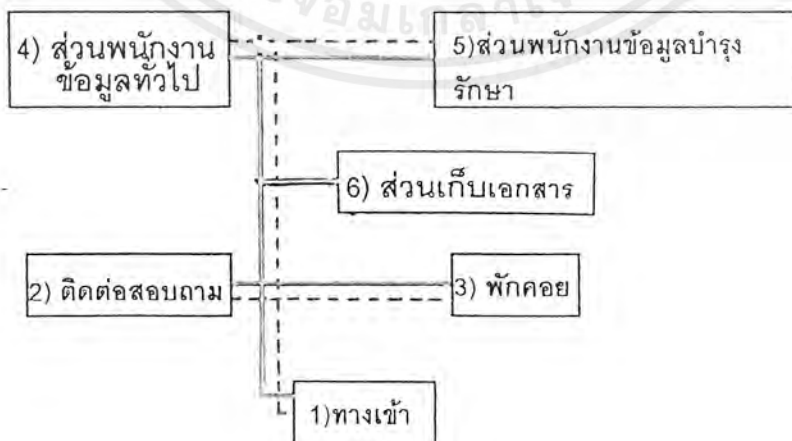 4) ส่วนพนักงาน
ข้อมูลทั่วไป
5)ส่วนพนักงานข้อมูลบำรุง
รักษา
6) ส่วนเก็บเอกสาร
2) ติดต่อสอบถาม
3) พักคอย
1)ทางเข้า